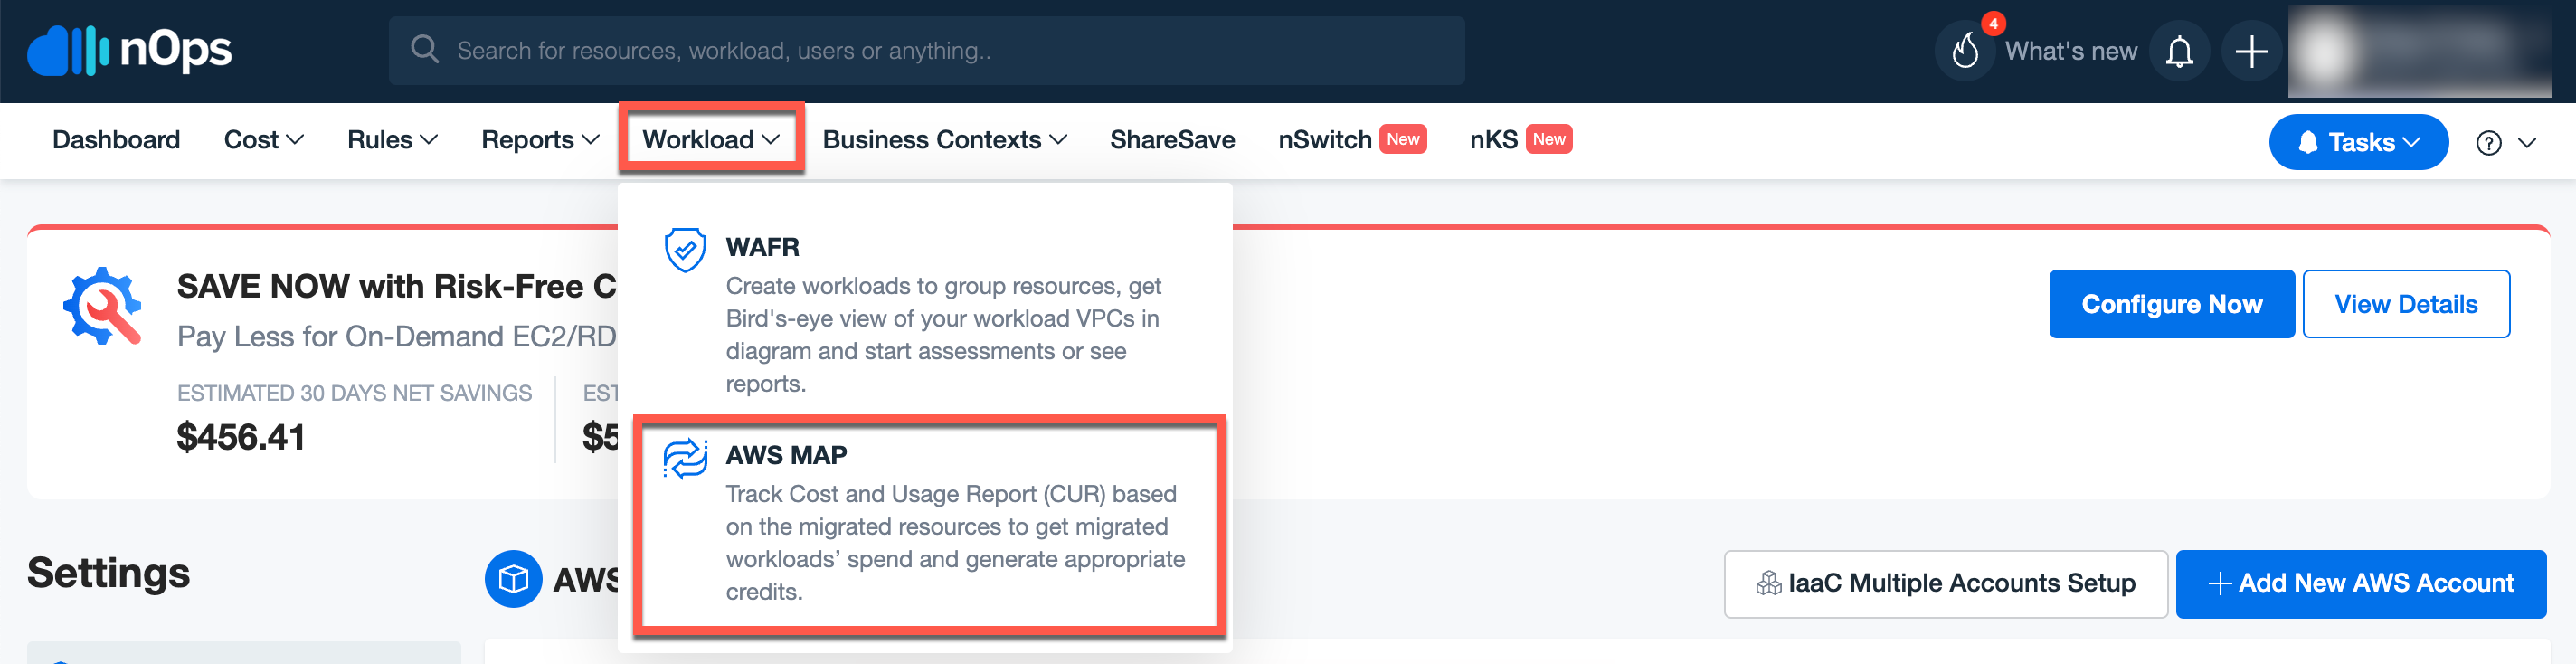 nOps
Search for resources, workload, users or anything..
4
What's new
Dashboard Cost Rules Reports Workload Business Contexts ShareSave nSwitch New nKS New
Tasks
?
WAFR
Create workloads to group resources, get
Bird's-eye view of your workload VPCs in
diagram and start assessments or see
reports.
AWS MAP
Track Cost and Usage Report (CUR) based
on the migrated resources to get migrated
workloads’ spend and generate appropriate
credits.
SAVE NOW with Risk-Free C
Pay Less for On-Demand EC2/RD
ESTIMATED 30 DAYS NET SAVINGS
$456.41
EST
$5
Configure Now
View Details
Settings
AWS
IaaC Multiple Accounts Setup
Add New AWS Account